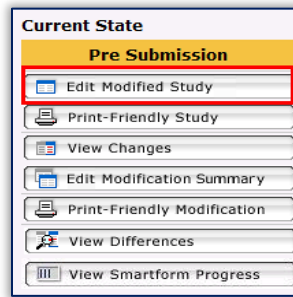 Current State
Pre Submission
Edit Modified Study
Print-Friendly Study
View Changes
Edit Modification Summary
Print-Friendly Modification
View Differences
View Smartform Progress